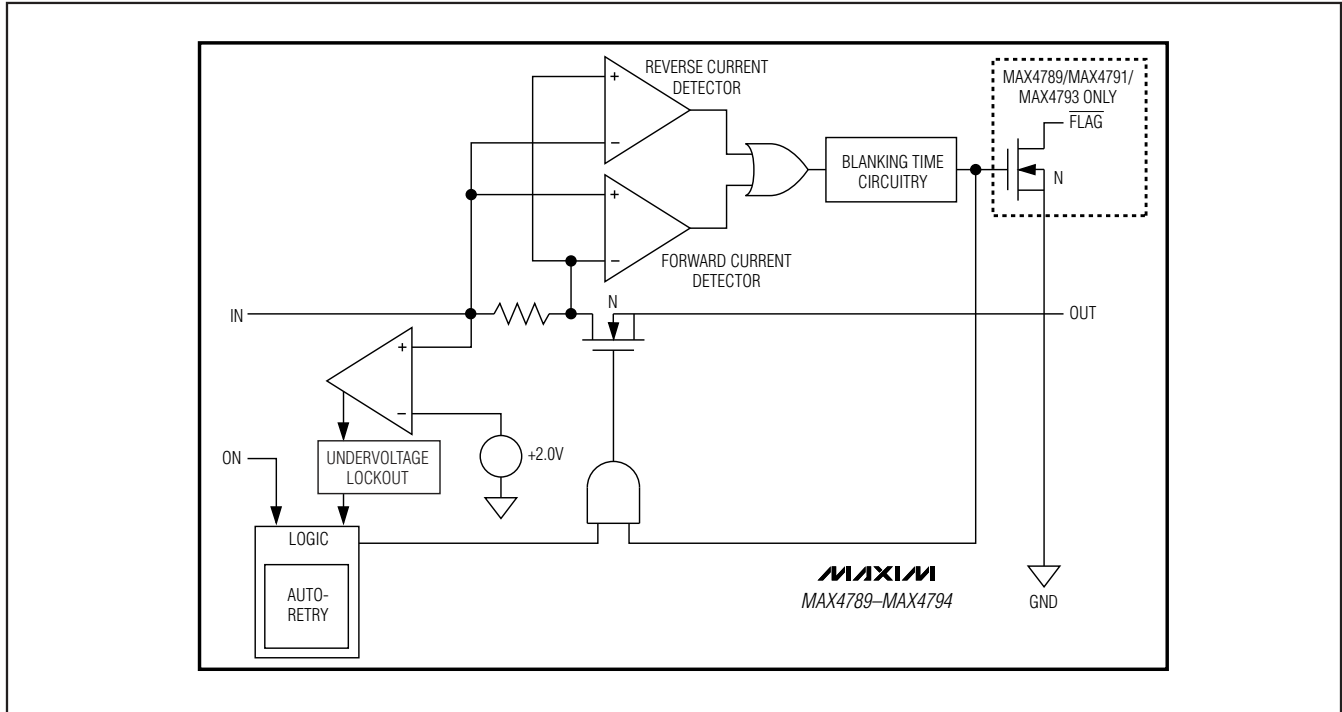 REVERSE CURRENT
DETECTOR
MAX4789/MAX4791/
MAX4793 ONLY
FLAG
+
−
BLANKING TIME
CIRCUITRY
N
+
−
FORWARD CURRENT
DETECTOR
IN
N
OUT
+
−
ON
UNDERVOLTAGE
LOCKOUT
+2.0V
LOGIC
AUTO-
RETRY
MAXIM
MAX4789–MAX4794
GND